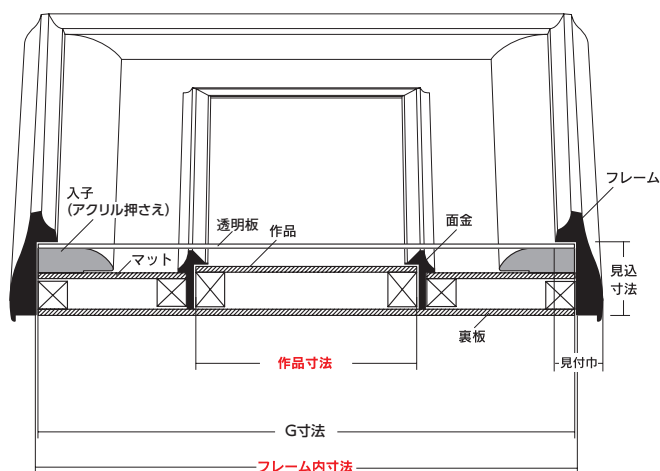 フレーム
入子
(アクリル押さえ)
透明板
作品
面金
マット
見込
寸法
裏板
作品寸法
見付巾
G寸法
フレーム内寸法